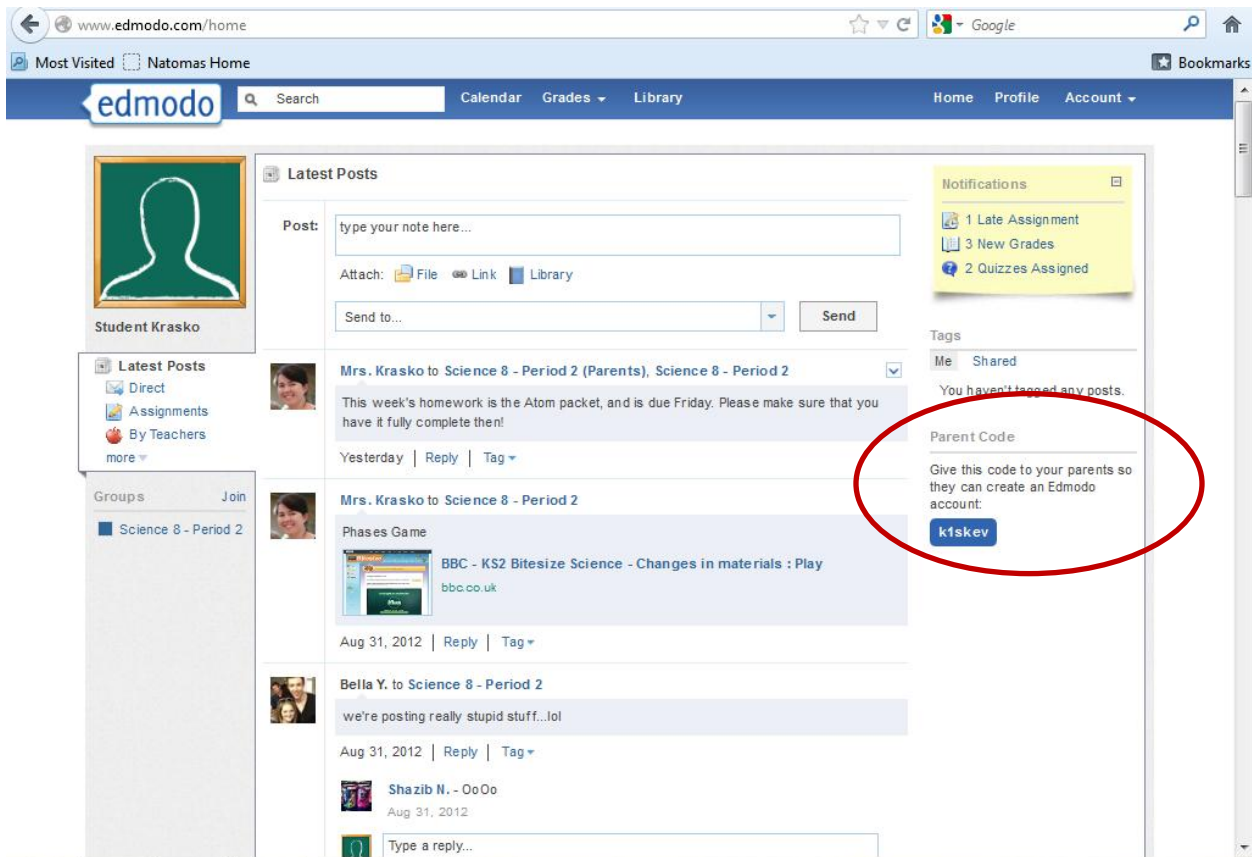 www.edmodo.com/home
Google
Most Visited Natomas Home
Bookmarks
edmodo
Search
Calendar Grades Library
Home Profile Account
Student Krasko
Latest Posts
Direct
Assignments
By Teachers
more
Groups Join
Science 8 - Period 2
Latest Posts
Post:
type your note here...
Attach: File Link Library
Send to...
Send
Mrs. Krasko to Science 8 - Period 2 (Parents), Science 8 - Period 2
This week's homework is the Atom packet, and is due Friday. Please make sure that you
have it fully complete then!
Yesterday | Reply | Tag
Mrs. Krasko to Science 8 - Period 2
Phases Game
BBC - KS2 Bitesize Science - Changes in materials : Play
bbc.co.uk
Aug 31, 2012 | Reply | Tag
Bella Y. to Science 8 - Period 2
we're posting really stupid stuff...lol
Aug 31, 2012 | Reply | Tag
Shazib N. - OoOo
Aug 31, 2012
Type a reply...
Notifications
1 Late Assignment
3 New Grades
2 Quizzes Assigned
Tags
Me Shared
You haven't tagged any posts.
Parent Code
Give this code to your parents so
they can create an Edmodo
account:
k1skev